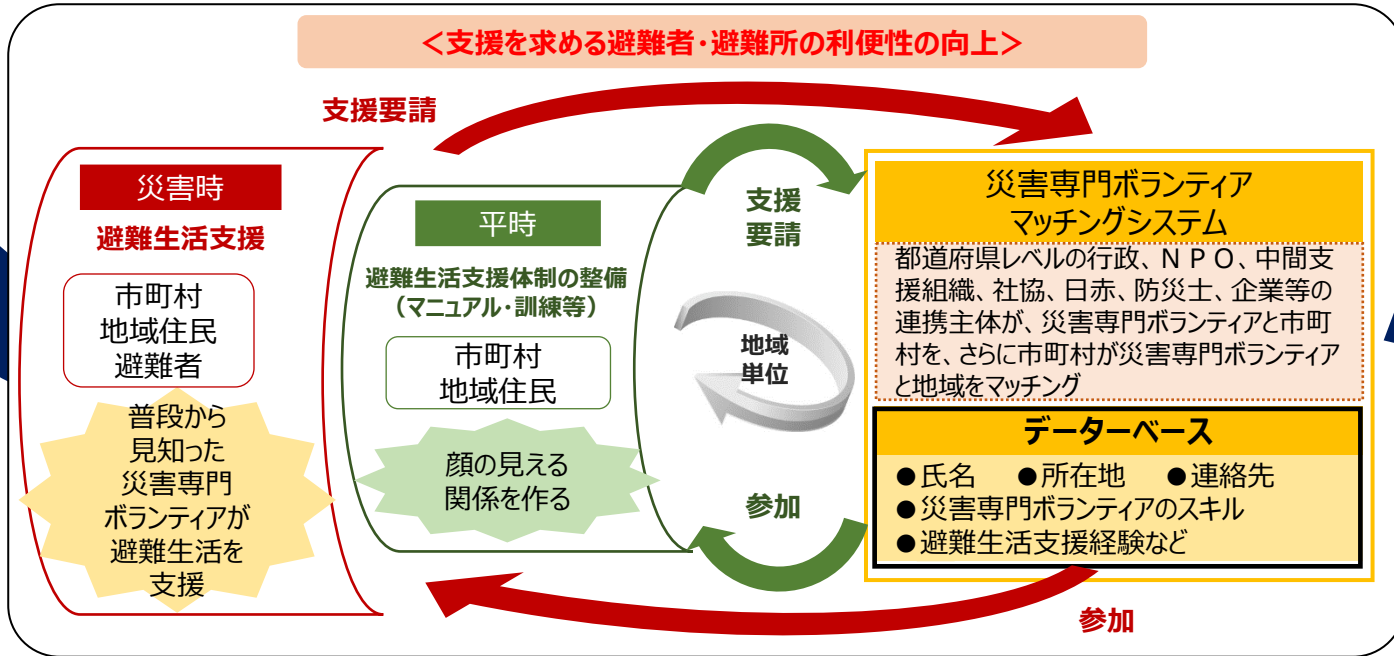 ＜支援を求める避難者・避難所の利便性の向上＞
支援要請
災害時
避難生活支援
市町村
地域住民
避難者
普段から
見知った
災害専門
ボランティアが
避難生活を
支援
平時
避難生活支援体制の整備
（マニュアル・訓練等）
市町村
地域住民
顔の見える
関係を作る
支援
要請
地域
単位
参加
災害専門ボランティア
マッチングシステム
都道府県レベルの行政、ＮＰＯ、中間支
援組織、社協、日赤、防災士、企業等の
連携主体が、災害専門ボランティアと市町
村を、さらに市町村が災害専門ボランティア
と地域をマッチング
データーベース
●氏名　●所在地　●連絡先
●災害専門ボランティアのスキル
●避難生活支援経験など
参加